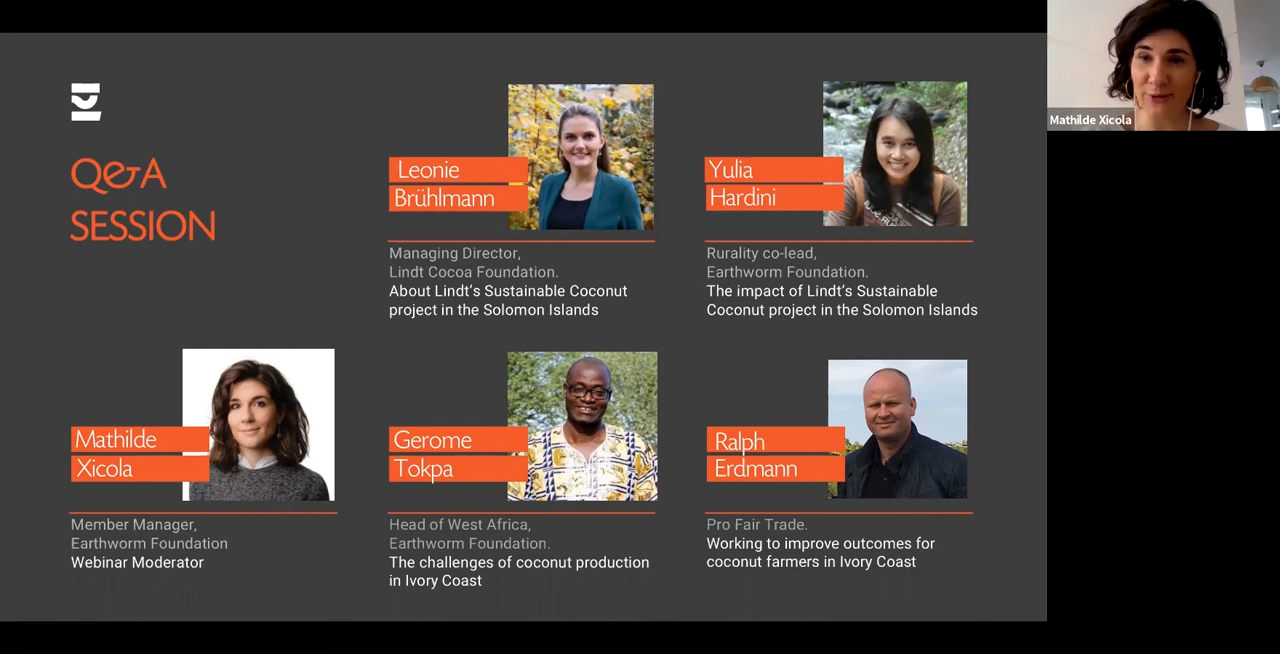 Q&A
SESSION
Leonie
Brühlmann
Managing Director,
Lindt Cocoa Foundation.
About Lindt's Sustainable Coconut
project in the Solomon Islands
Yulia
Hardini
Rurality co-lead,
Earthworm Foundation.
The impact of Lindt's Sustainable
Coconut project in the Solomon Islands
Mathilde
Xicola
Member Manager,
Earthworm Foundation
Webinar Moderator
Gerome
Tokpa
Head of West Africa,
Earthworm Foundation.
The challenges of coconut production
in Ivory Coast
Ralph
Erdmann
Pro Fair Trade.
Working to improve outcomes for
coconut farmers in Ivory Coast
Mathilde Xicola